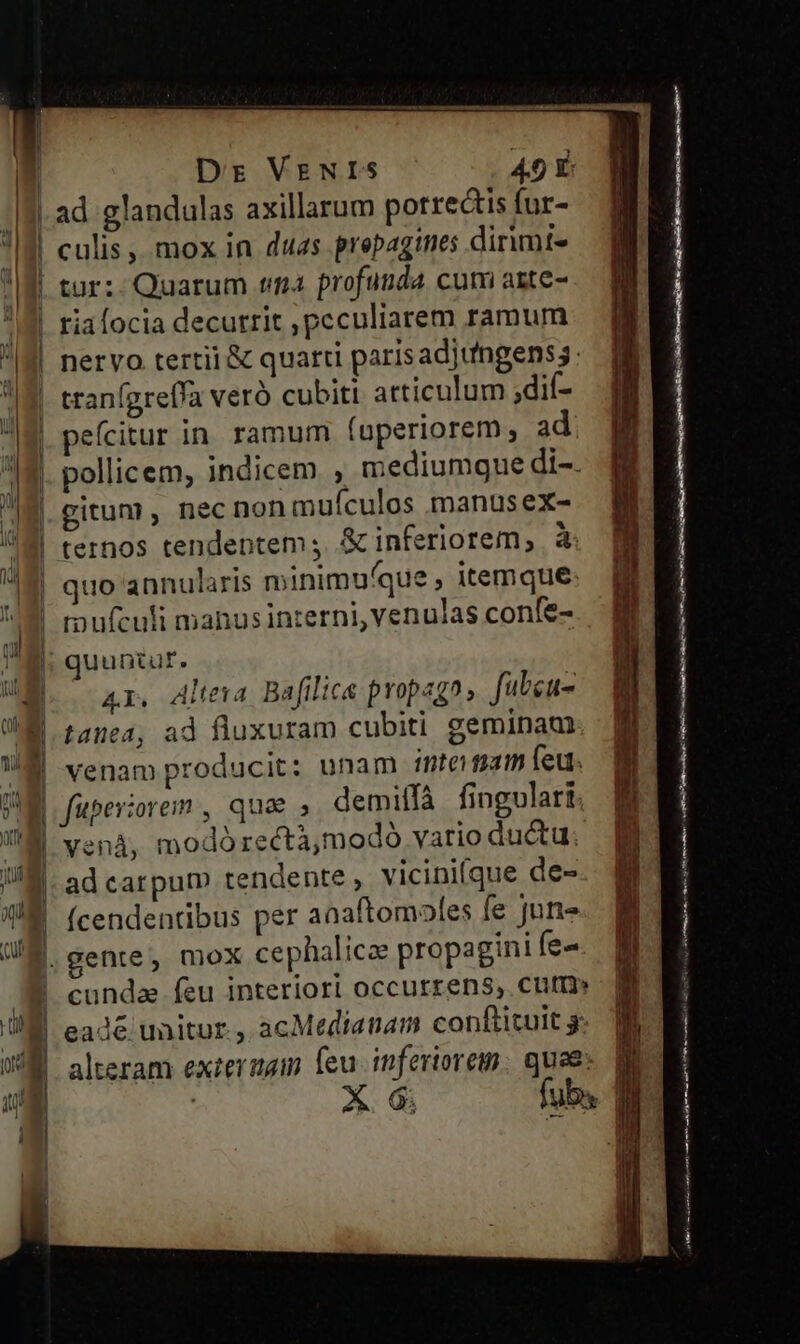 DE VENIS 491
ad glandulas axillarum porrectis ſur-
culis, mox in duas propagines dirimi-
tur: Quarum una profunda cum arte-
ria ſocia decurrit, peculiarem ramum
nervo tertii & quarti paris adjungens;
tranſgreſſa verò cubiti articulum, diſ-
peſcitur in ramum ſuperiorem, ad
pollicem, indicem, mediumque di-
gitum, nec non muſculos manus ex-
ternos tendentem; & inferiorem, à
quo annularis minimuſque, itemque
muſculi manus interni, venulas conſe-
quuntur.
41. Altera Baſilicæ propago, ſubcu-
tanea, ad fluxuram cubiti geminam
venam producit: unam internam ſeu
ſuperiorem, quæ, demiſſâ ſingulari
venâ, modò rectà, modò vario ductu
ad carpum tendente, viciniſque de-
ſcendentibus per anaſtomoſes ſe jun-
gente, mox cephalicæ propagini ſe-
cundæ ſeu interiori occurrens, cum
eadē unitur, ac Medianam conſtituit;
alteram externam ſeu inferiorem quæ
X 6 ſub-